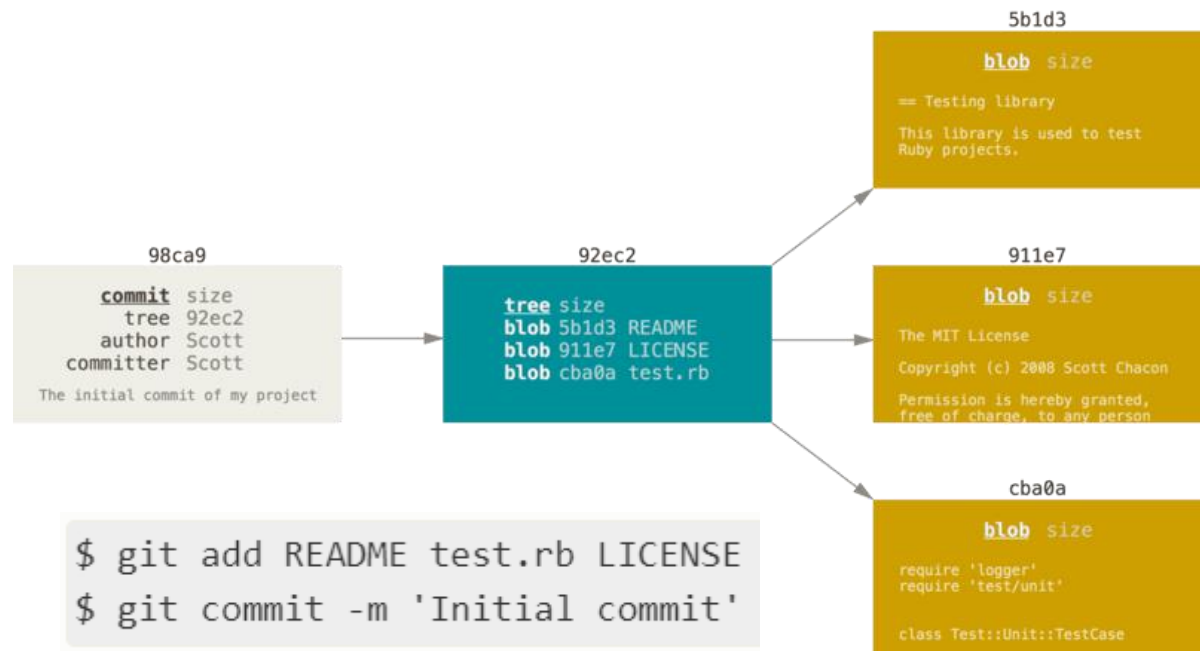 98ca9
commit size
tree 92ec2
author Scott
committer Scott
The initial commit of my project
92ec2
tree size
blob 5b1d3 README
blob 911e7 LICENSE
blob cba0a test.rb
5b1d3
blob size
== Testing library
This library is used to test
Ruby projects.
911e7
blob size
The MIT License
Copyright (c) 2008 Scott Chacon
Permission is hereby granted,
free of charge, to any person
cba0a
blob size
require 'logger'
require 'test/unit'
class Test::Unit::TestCase
$ git add README test.rb LICENSE
$ git commit -m 'Initial commit'